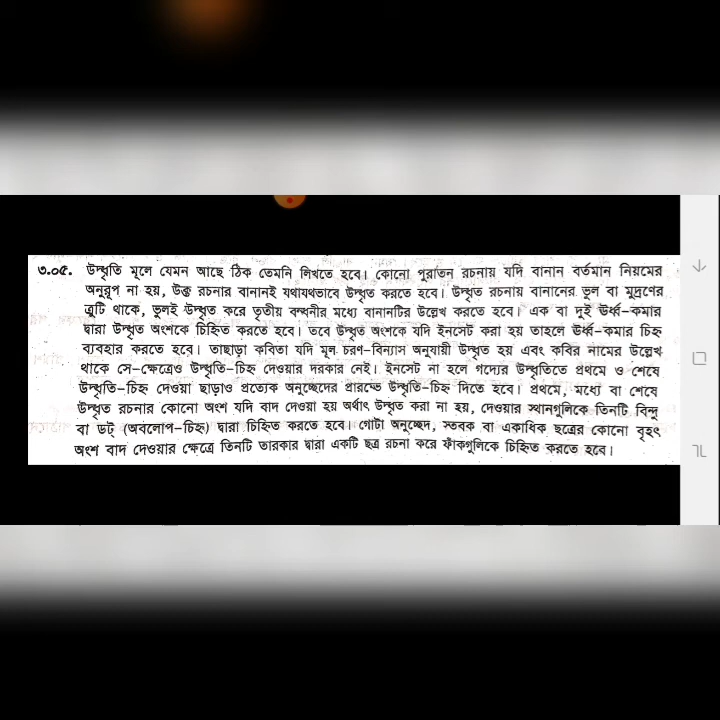 ৩.০৫. উদ্ধৃতি মূলে যেমন আছে ঠিক তেমনি লিখতে হবে। কোনো পুরাতন রচনায় যদি বানান বর্তমান নিয়মের
অনুরূপ না হয়, উক্ত রচনার বানানই যথাযথভাবে উদ্ধৃত করতে হবে। উদ্ধৃত রচনায় বানানের ভুল বা মুদ্রণের
ত্রুটি থাকে, ভুলই উদ্ধৃত করে তৃতীয় বন্ধনীর মধ্যে বানানটির উল্লেখ করতে হবে। এক বা দুই ঊর্ধ্ব-কমার
দ্বারা উদ্ধৃত অংশকে চিহ্নিত করতে হবে। তবে উদ্ধৃত অংশকে যদি ইনসেট করা হয় তাহলে ঊর্ধ্ব-কমার চিহ্ন
ব্যবহার করতে হবে। তাছাড়া কবিতা যদি মূল চরণ-বিন্যাস অনুযায়ী উদ্ধৃত হয় এবং কবির নামের উল্লেখ
থাকে সে-ক্ষেত্রেও উদ্ধৃতি-চিহ্ন দেওয়ার দরকার নেই। ইনসেট না হলে গদ্যের উদ্ধৃতিতে প্রথমে ও শেষে
উদ্ধৃতি-চিহ্ন দেওয়া ছাড়াও প্রত্যেক অনুচ্ছেদের প্রারম্ভে উদ্ধৃতি-চিহ্ন দিতে হবে। প্রথমে, মধ্যে বা শেষে
উদ্ধৃত রচনার কোনো অংশ যদি বাদ দেওয়া হয় অর্থাৎ উদ্ধৃত করা না হয়, দেওয়ার স্থানগুলিকে তিনটি বিন্দু
বা ডট্ (অবলোপ-চিহ্ন) দ্বারা চিহ্নিত করতে হবে। গোটা অনুচ্ছেদ, স্তবক বা একাধিক ছত্রের কোনো বৃহৎ
অংশ বাদ দেওয়ার ক্ষেত্রে তিনটি তারকার দ্বারা একটি ছত্র রচনা করে ফাঁকগুলিকে চিহ্নিত করতে হবে।